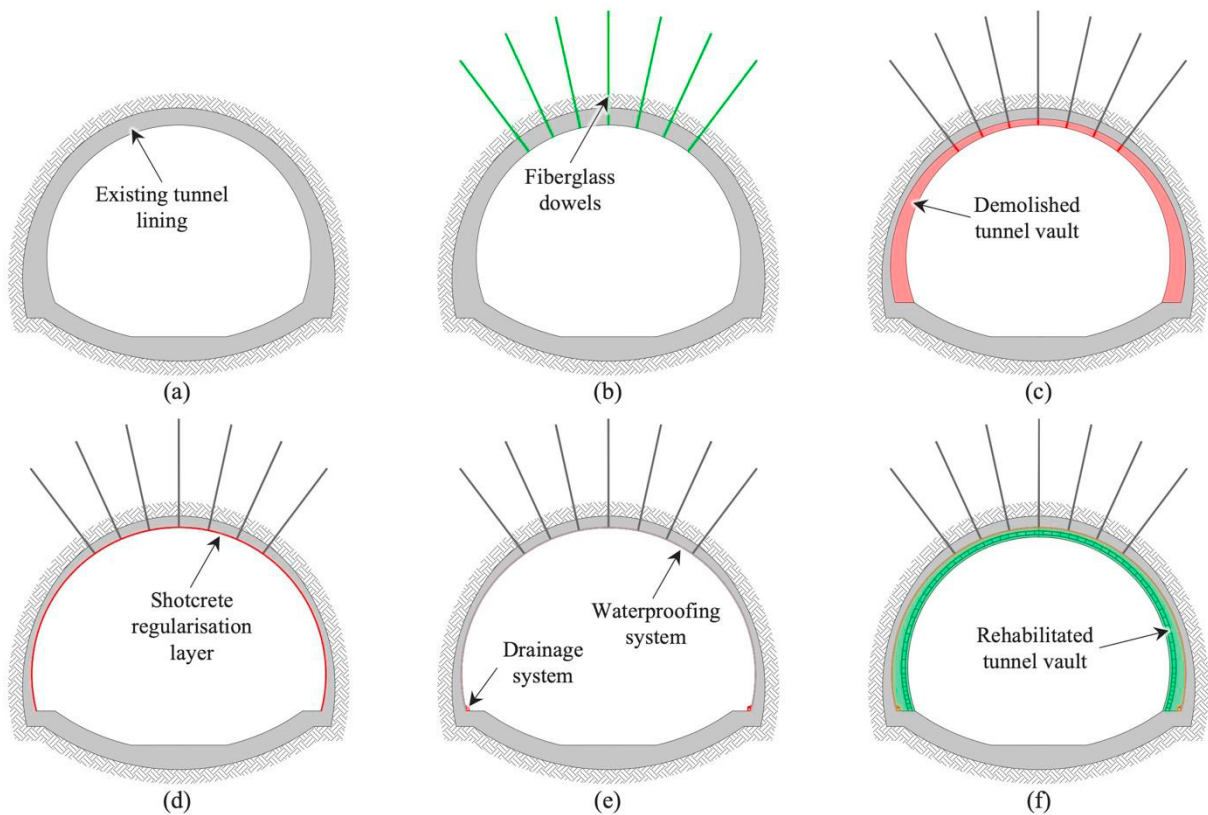 Existing tunnel
lining
(a)
Fiberglass
dowels
(b)
Demolished
tunnel vault
(c)
Shotcrete
regularisation
layer
(d)
Waterproofing
system
Drainage
system
(e)
Rehabilitated
tunnel vault
(f)